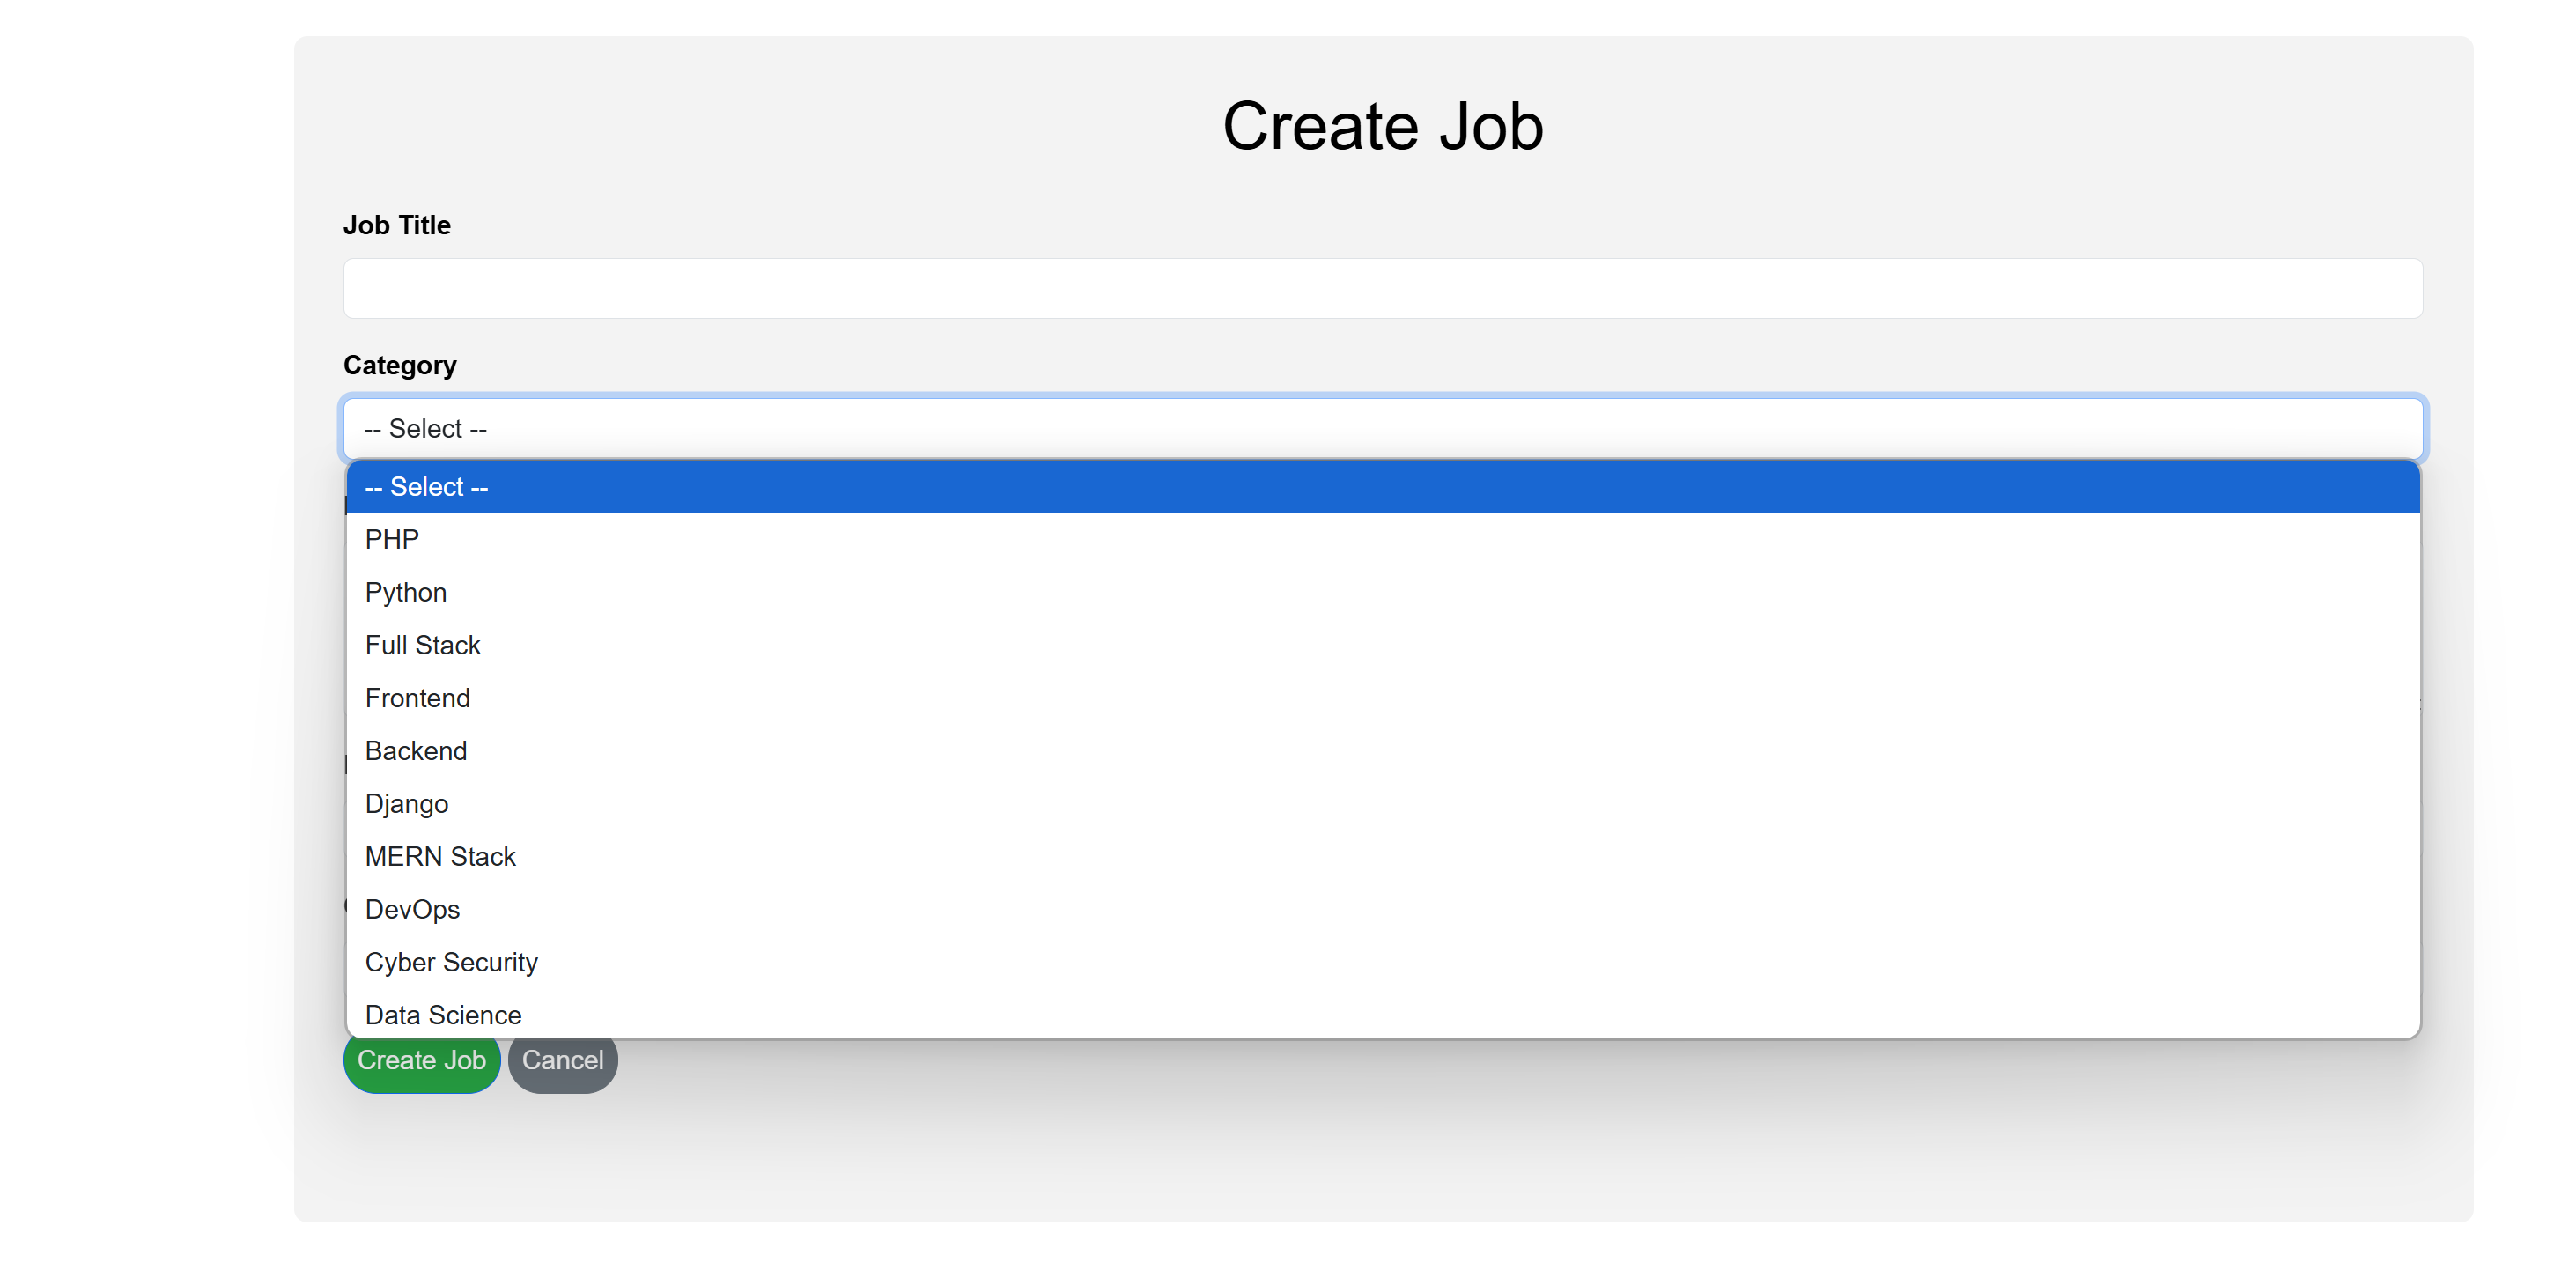 Create Job
Job Title
Category
-- Select --
-- Select --
PHP
Python
Full Stack
Frontend
Backend
Django
MERN Stack
DevOps
Cyber Security
Data Science
Create Job Cancel